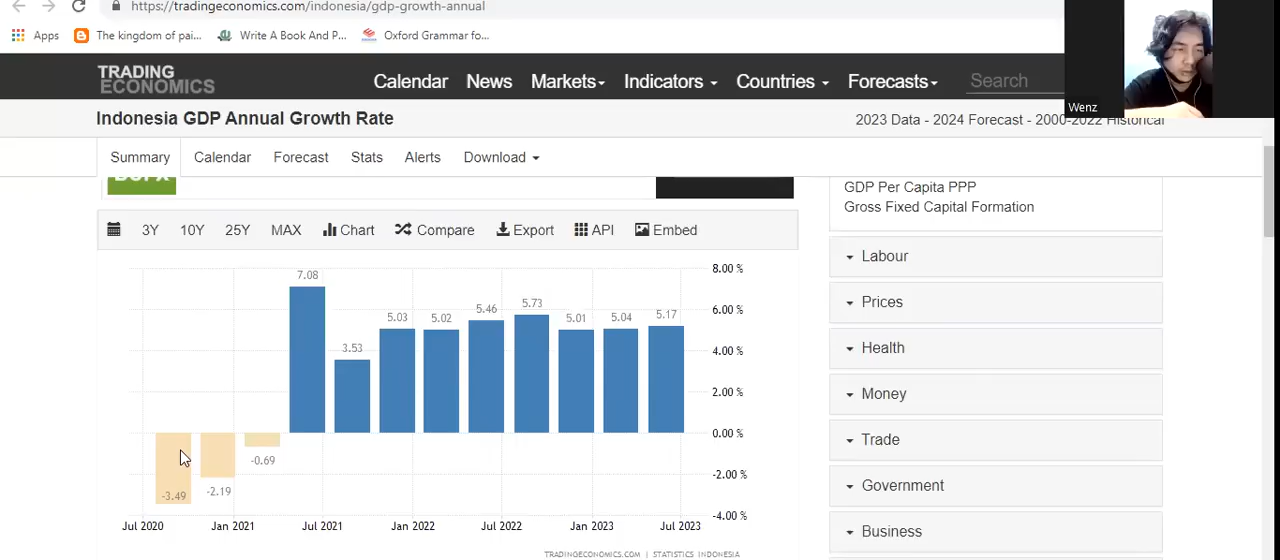 https://tradingeconomics.com/indonesia/gdp-growth-annual
Apps
The kingdom of pai...
Write A Book And P...
Oxford Grammar fo...
TRADING
ECONOMICS
Calendar News Markets Indicators Countries Forecasts Search
Wenz
Indonesia GDP Annual Growth Rate
2023 Data - 2024 Forecast - 2000-2022 Historical
Summary Calendar Forecast Stats Alerts Download
GDP Per Capita PPP
Gross Fixed Capital Formation
3Y 10Y 25Y MAX Chart Compare Export API Embed
Labour
Prices
Health
Money
Trade
Government
Business
8.00 %
6.00 %
4.00 %
2.00 %
0.00 %
-2.00 %
-4.00 %
-3.49
-2.19
-0.69
7.08
3.53
5.03
5.02
5.46
5.73
5.01
5.04
5.17
Jul 2020 Jan 2021 Jul 2021 Jan 2022 Jul 2022 Jan 2023 Jul 2023
TRADINGECONOMICS.COM | STATISTICS INDONESIA